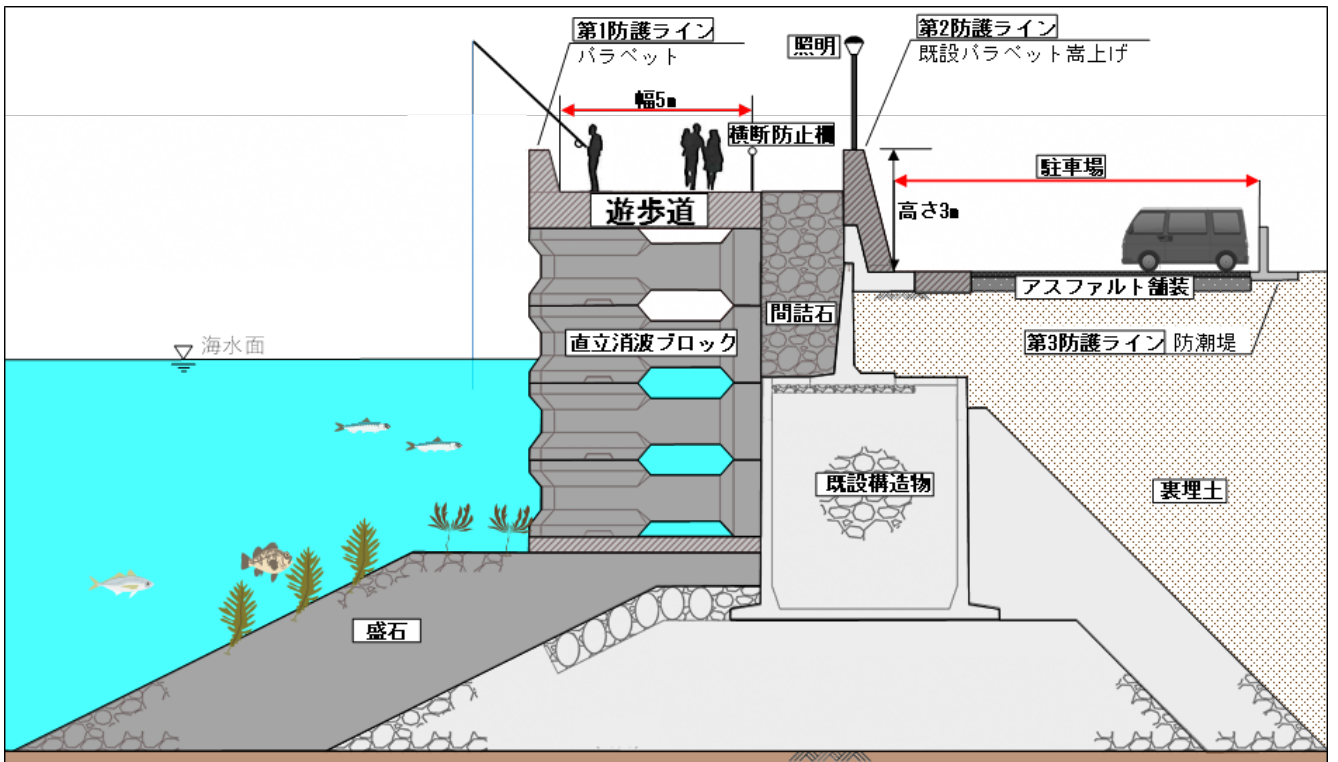 第1防護ライン
パラペット
第2防護ライン
既設パラペット嵩上げ
照明
幅5m
横断防止柵
駐車場
遊歩道
高さ3m
アスファルト舗装
間詰石
直立消波ブロック
第3防護ライン 防潮堤
海水面
既設構造物
裏埋土
盛石